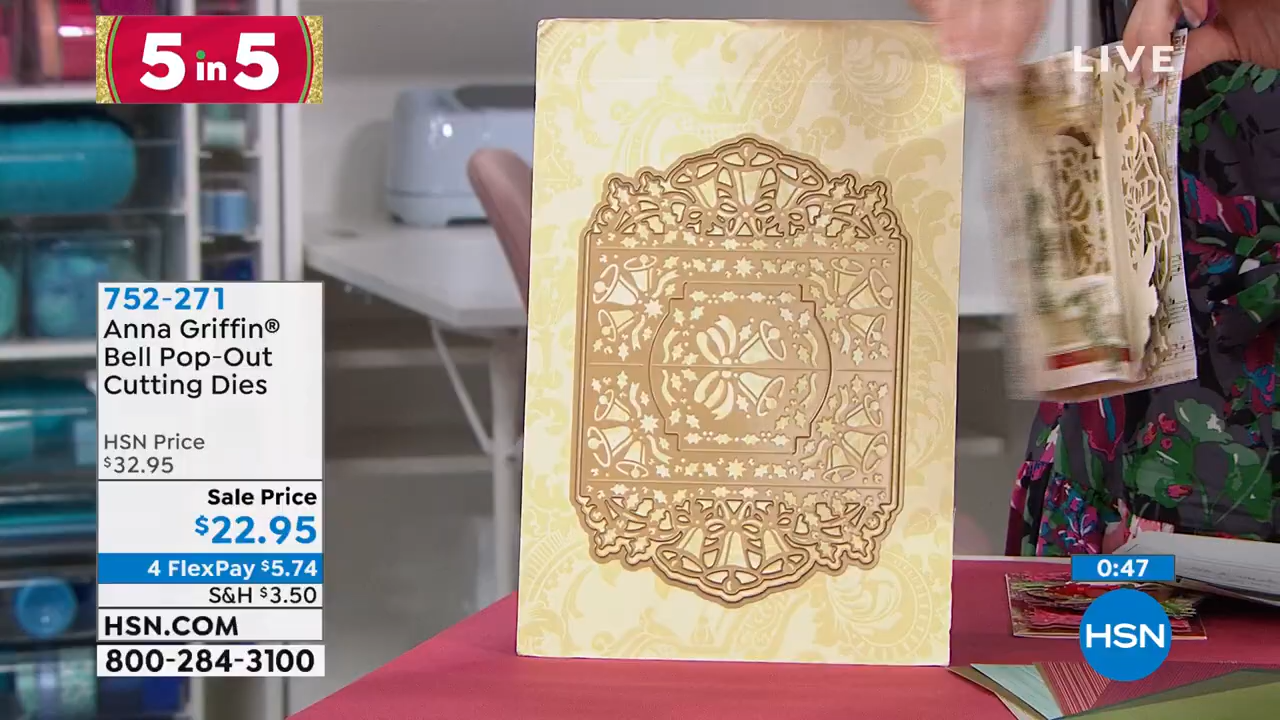 5 in 5
LIVE
752-271
Anna Griffin®
Bell Pop-Out
Cutting Dies
HSN Price
$32.95
Sale Price
$22.95
4 FlexPay $5.74
S&H $3.50
HSN.COM
800-284-3100
0:47
HSN